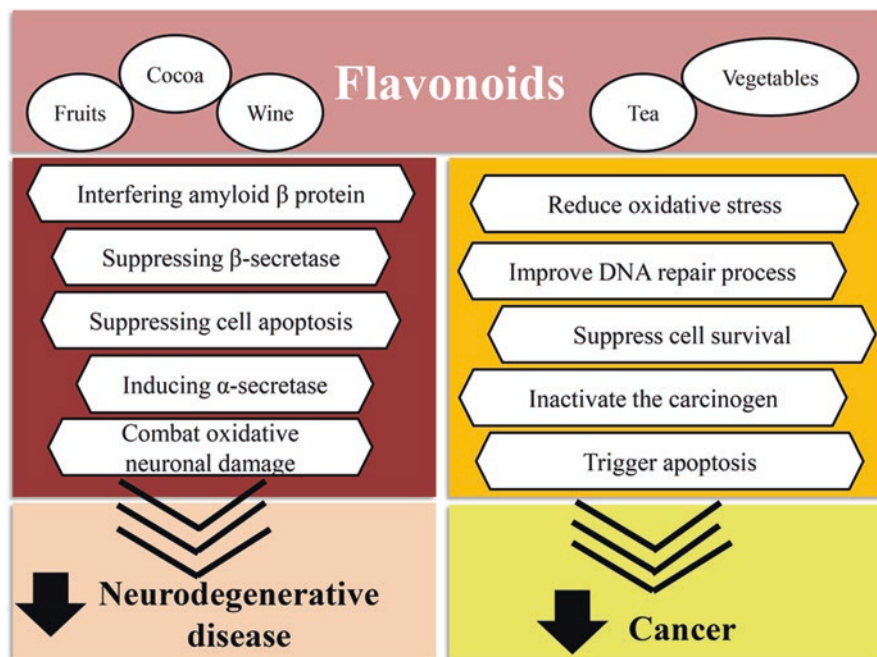 Flavonoids
Fruits
Cocoa
Wine
Tea
Vegetables
Interfering amyloid β protein
Suppressing β-secretase
Suppressing cell apoptosis
Inducing α-secretase
Combat oxidative
neuronal damage
Neurodegenerative
disease
Reduce oxidative stress
Improve DNA repair process
Suppress cell survival
Inactivate the carcinogen
Trigger apoptosis
Cancer